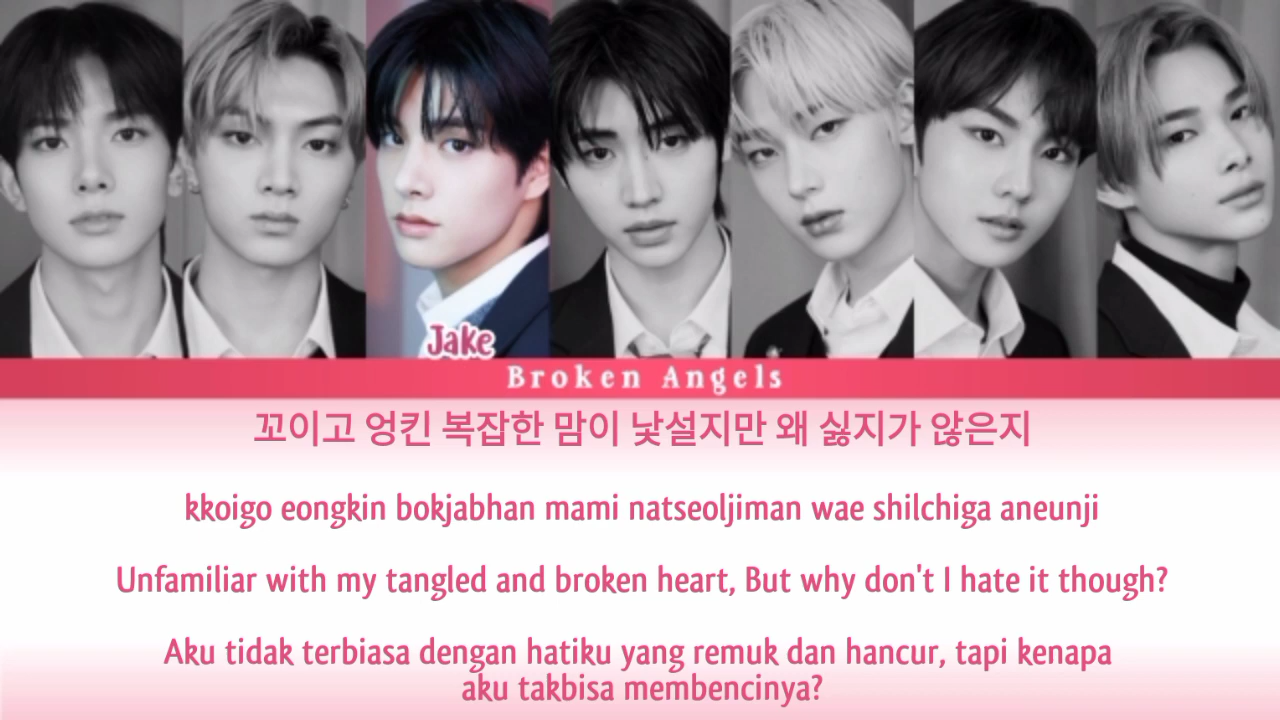 Jake
Broken Angels
꼬이고 엉킨 복잡한 맘이 낯설지만 왜 싫지가 않은지
kkoigo eongkin bokjabhan mami natseoljiman wae shilchiga aneunji
Unfamiliar with my tangled and broken heart, But why don't I hate it though?
Aku tidak terbiasa dengan hatiku yang remuk dan hancur, tapi kenapa
aku takbisa membencinya?